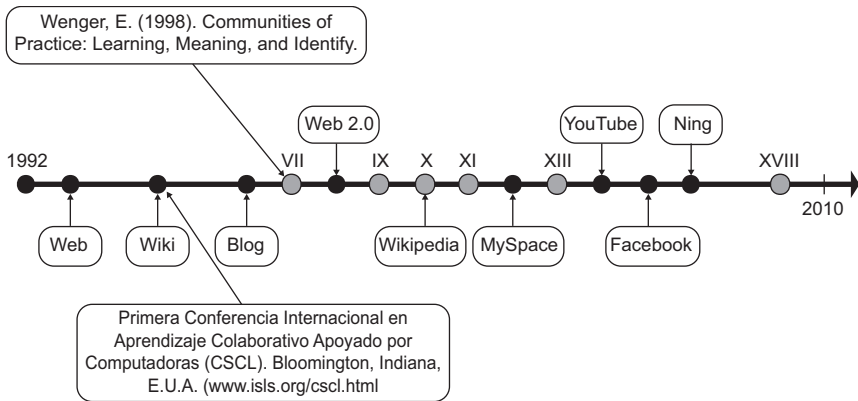 Wenger, E. (1998). Communities of
Practice: Learning, Meaning, and Identify.
Web 2.0
YouTube
Ning
1992
VII
IX
X
XI
XIII
XVIII
2010
Web
Wiki
Blog
Wikipedia
MySpace
Facebook
Primera Conferencia Internacional en
Aprendizaje Colaborativo Apoyado por
Computadoras (CSCL). Bloomington, Indiana,
E.U.A. (www.isls.org/cscl.html